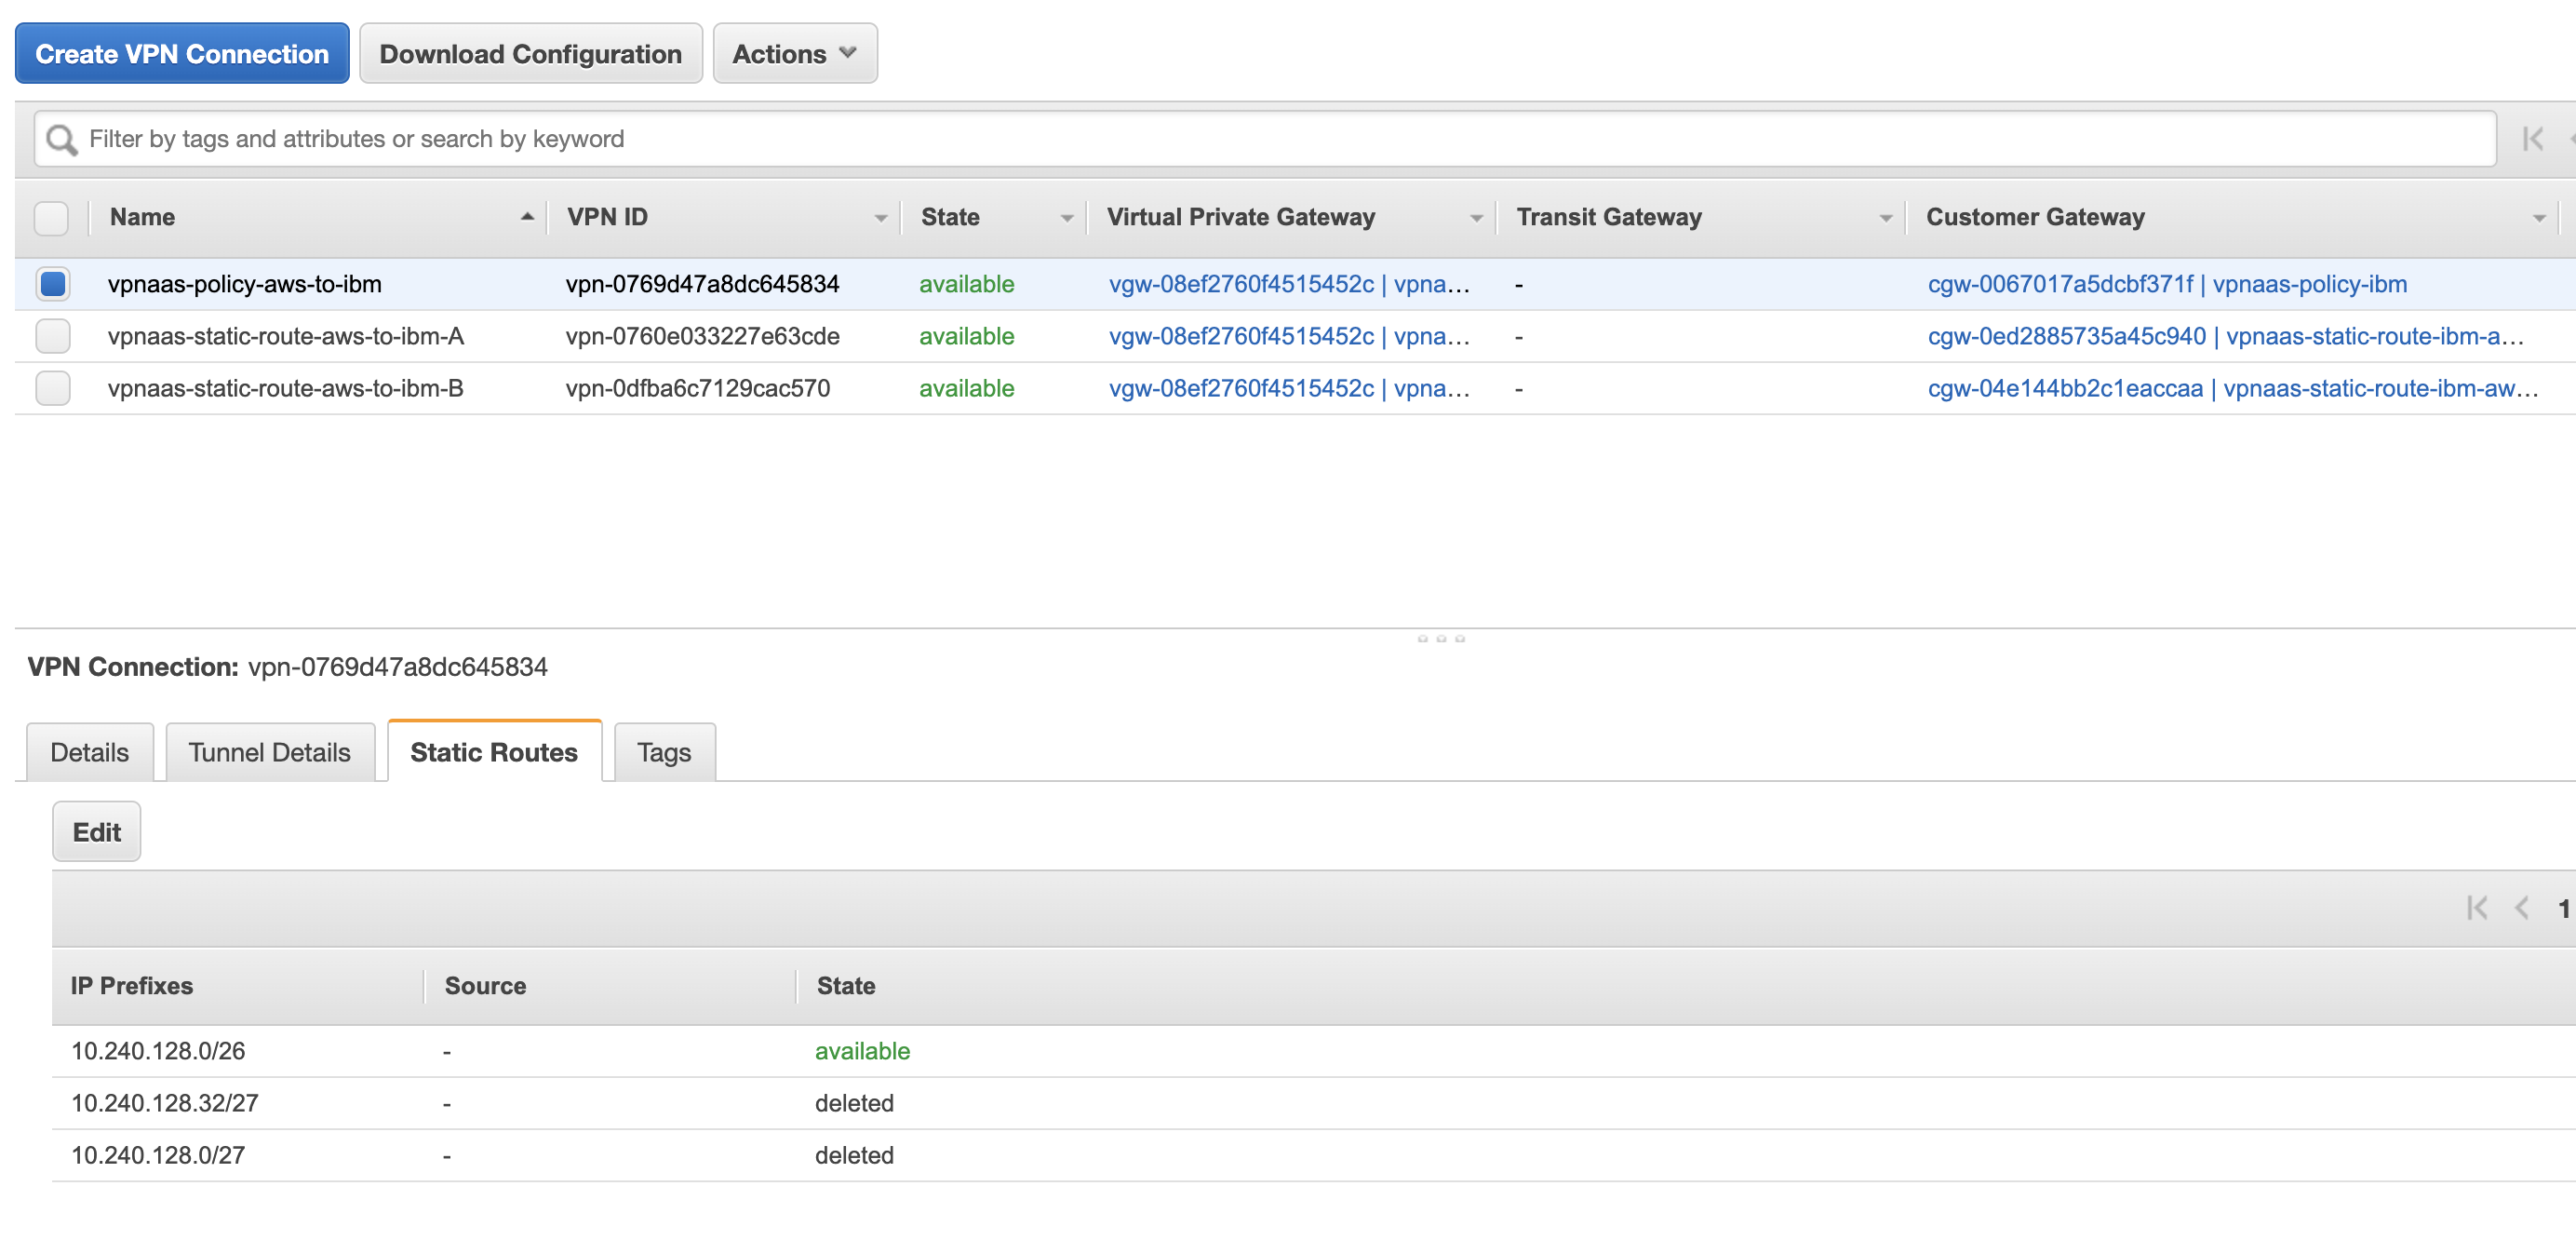 Create VPN Connection Download Configuration Actions
Filter by tags and attributes or search by keyword
Name VPN ID State Virtual Private Gateway Transit Gateway Customer Gateway
vpnaas-policy-aws-to-ibm vpn-0769d47a8dc645834 available vgw-08ef2760f4515452c | vpna... - cgw-0067017a5dcbf371f | vpnaas-policy-ibm
vpnaas-static-route-aws-to-ibm-A vpn-0760e033227e63cde available vgw-08ef2760f4515452c | vpna... - cgw-0ed2885735a45c940 | vpnaas-static-route-ibm-a...
vpnaas-static-route-aws-to-ibm-B vpn-0dfba6c7129cac570 available vgw-08ef2760f4515452c | vpna... - cgw-04e144bb2c1eaccaa | vpnaas-static-route-ibm-aw...
VPN Connection: vpn-0769d47a8dc645834
Details Tunnel Details Static Routes Tags
Edit
1
IP Prefixes Source State
10.240.128.0/26 - available
10.240.128.32/27 - deleted
10.240.128.0/27 - deleted